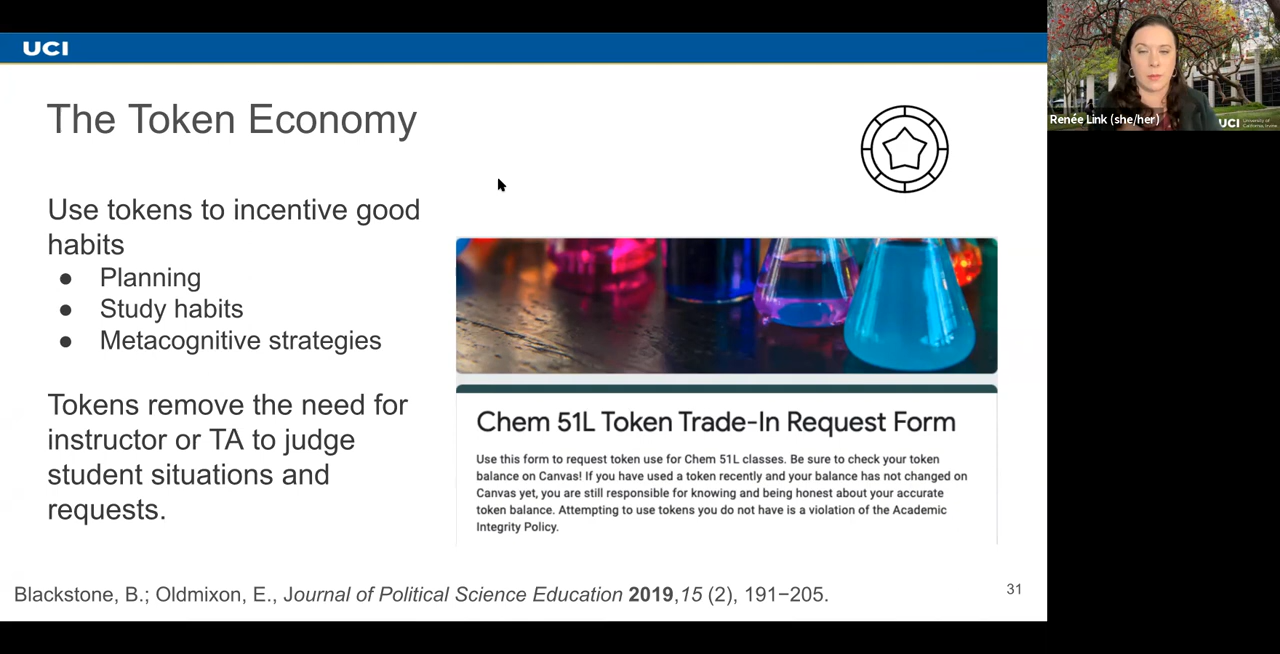 UCI
The Token Economy
Use tokens to incentive good
habits
● Planning
● Study habits
● Metacognitive strategies
Tokens remove the need for
instructor or TA to judge
student situations and
requests.
Chem 51L Token Trade-In Request Form
Use this form to request token use for Chem 51L classes. Be sure to check your token
balance on Canvas! If you have used a token recently and your balance has not changed on
Canvas yet, you are still responsible for knowing and being honest about your accurate
token balance. Attempting to use tokens you do not have is a violation of the Academic
Integrity Policy.
Blackstone, B.; Oldmixon, E., Journal of Political Science Education 2019,15 (2), 191−205.
31
Renée Link (she/her)
UCI